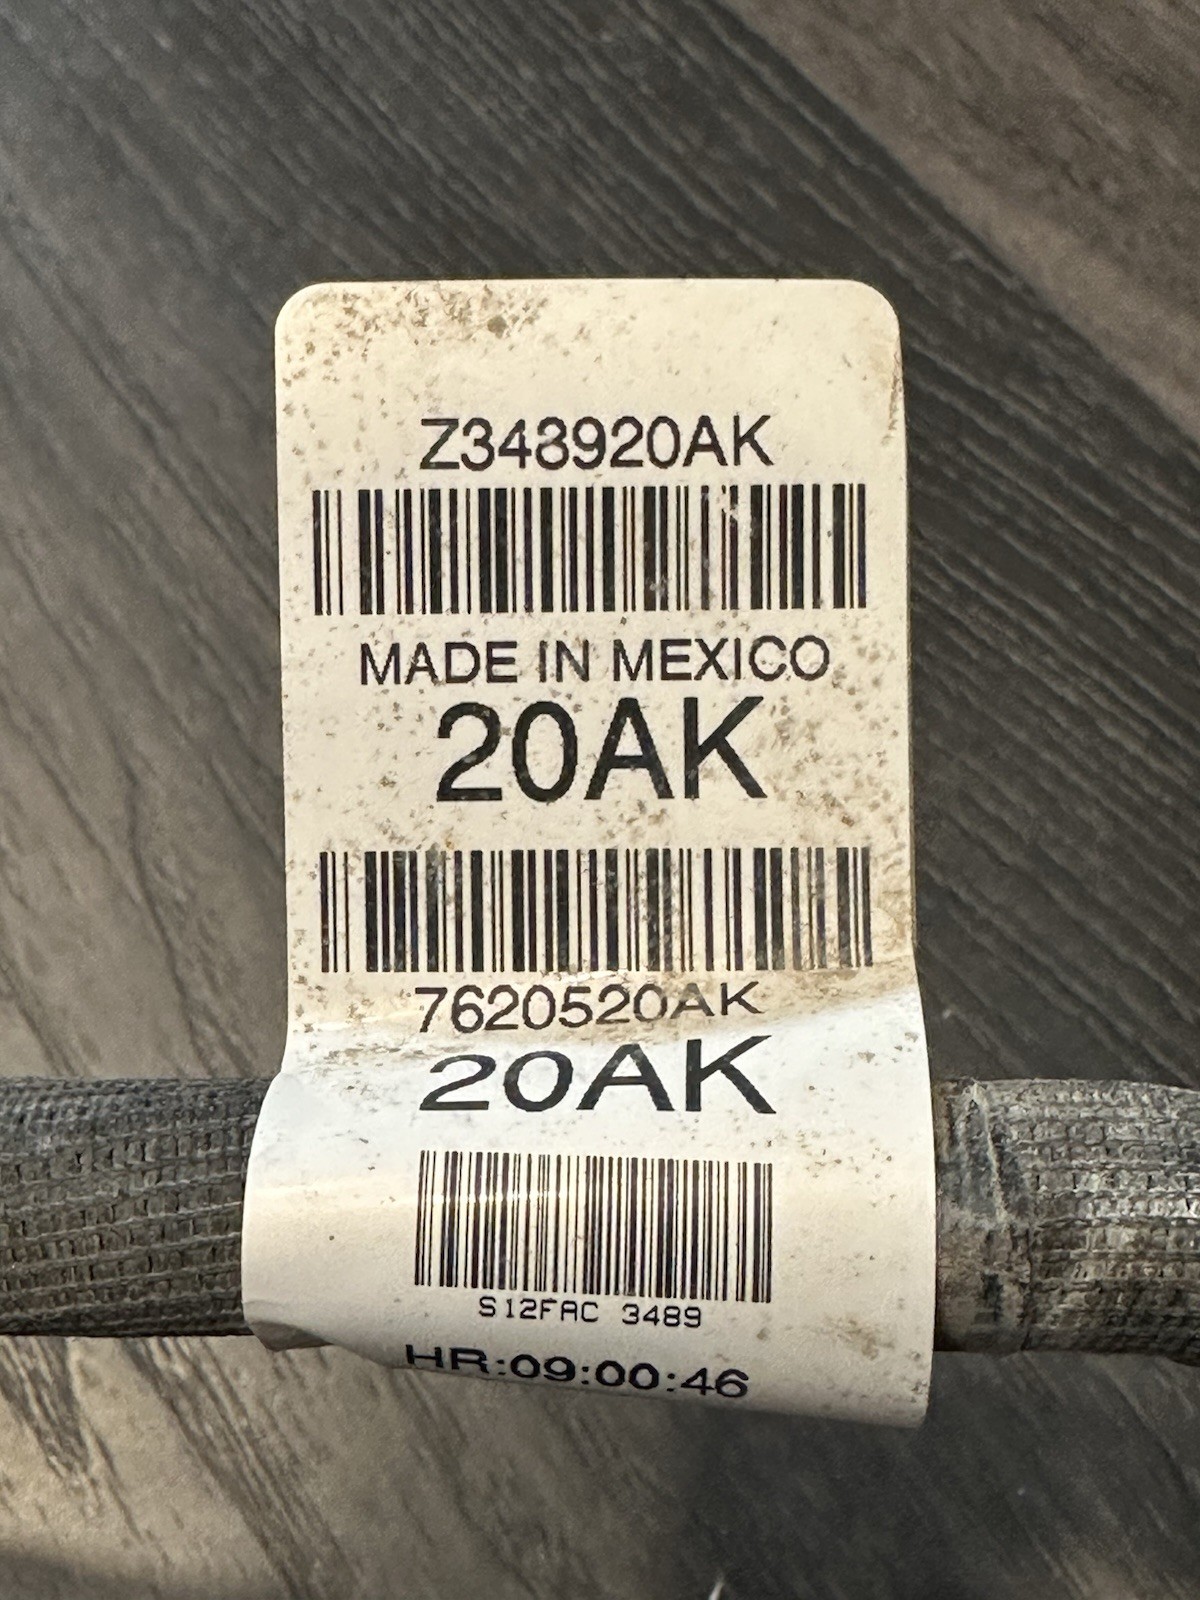 Z348920AK
MADE IN MEXICO
20AK
7620520AK
20AK
S12FAC 3489
HR:09:00:46